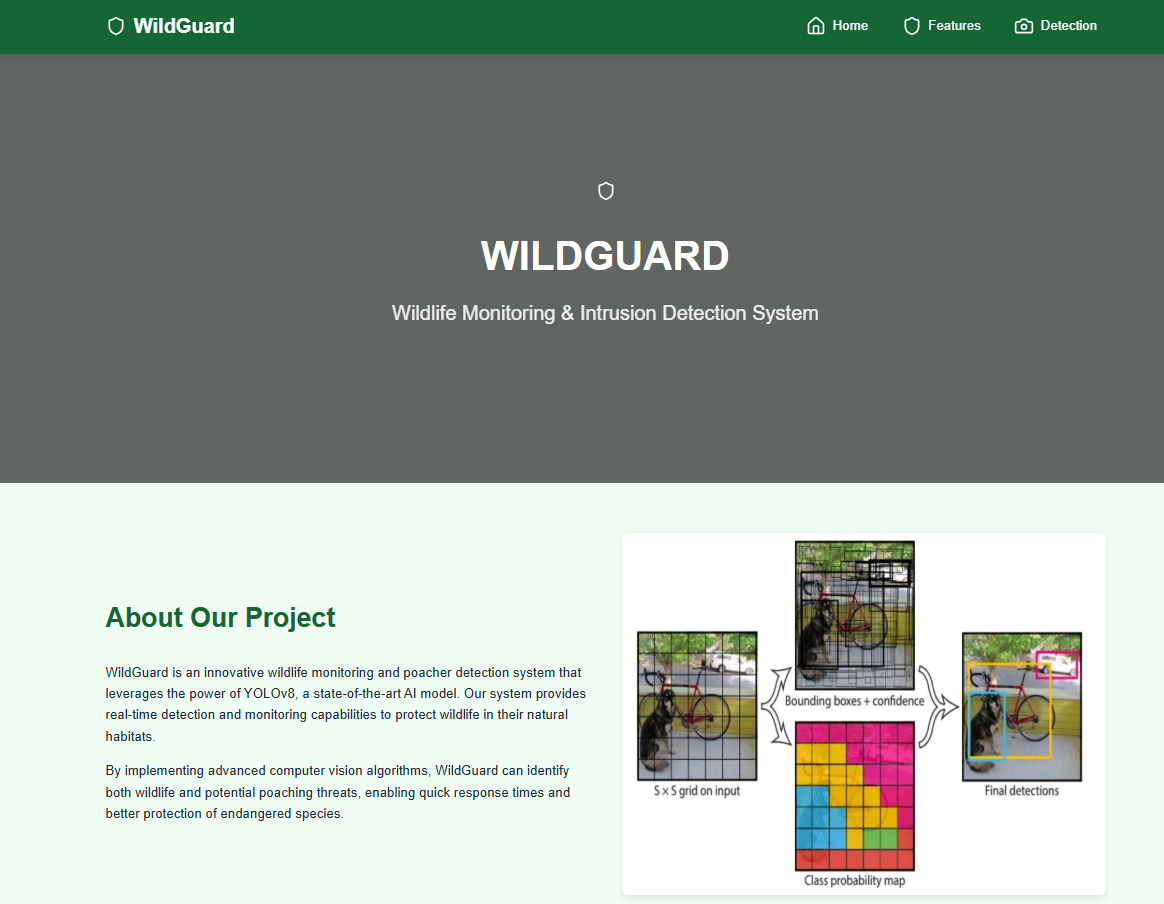 WildGuard
Home
Features
Detection
WILDGUARD
Wildlife Monitoring & Intrusion Detection System
About Our Project
WildGuard is an innovative wildlife monitoring and poacher detection system that
leverages the power of YOLOv8, a state-of-the-art AI model. Our system provides
real-time detection and monitoring capabilities to protect wildlife in their natural
habitats.
By implementing advanced computer vision algorithms, WildGuard can identify
both wildlife and potential poaching threats, enabling quick response times and
better protection of endangered species.
S × S grid on input
Bounding boxes + confidence
Class probability map
Final detections